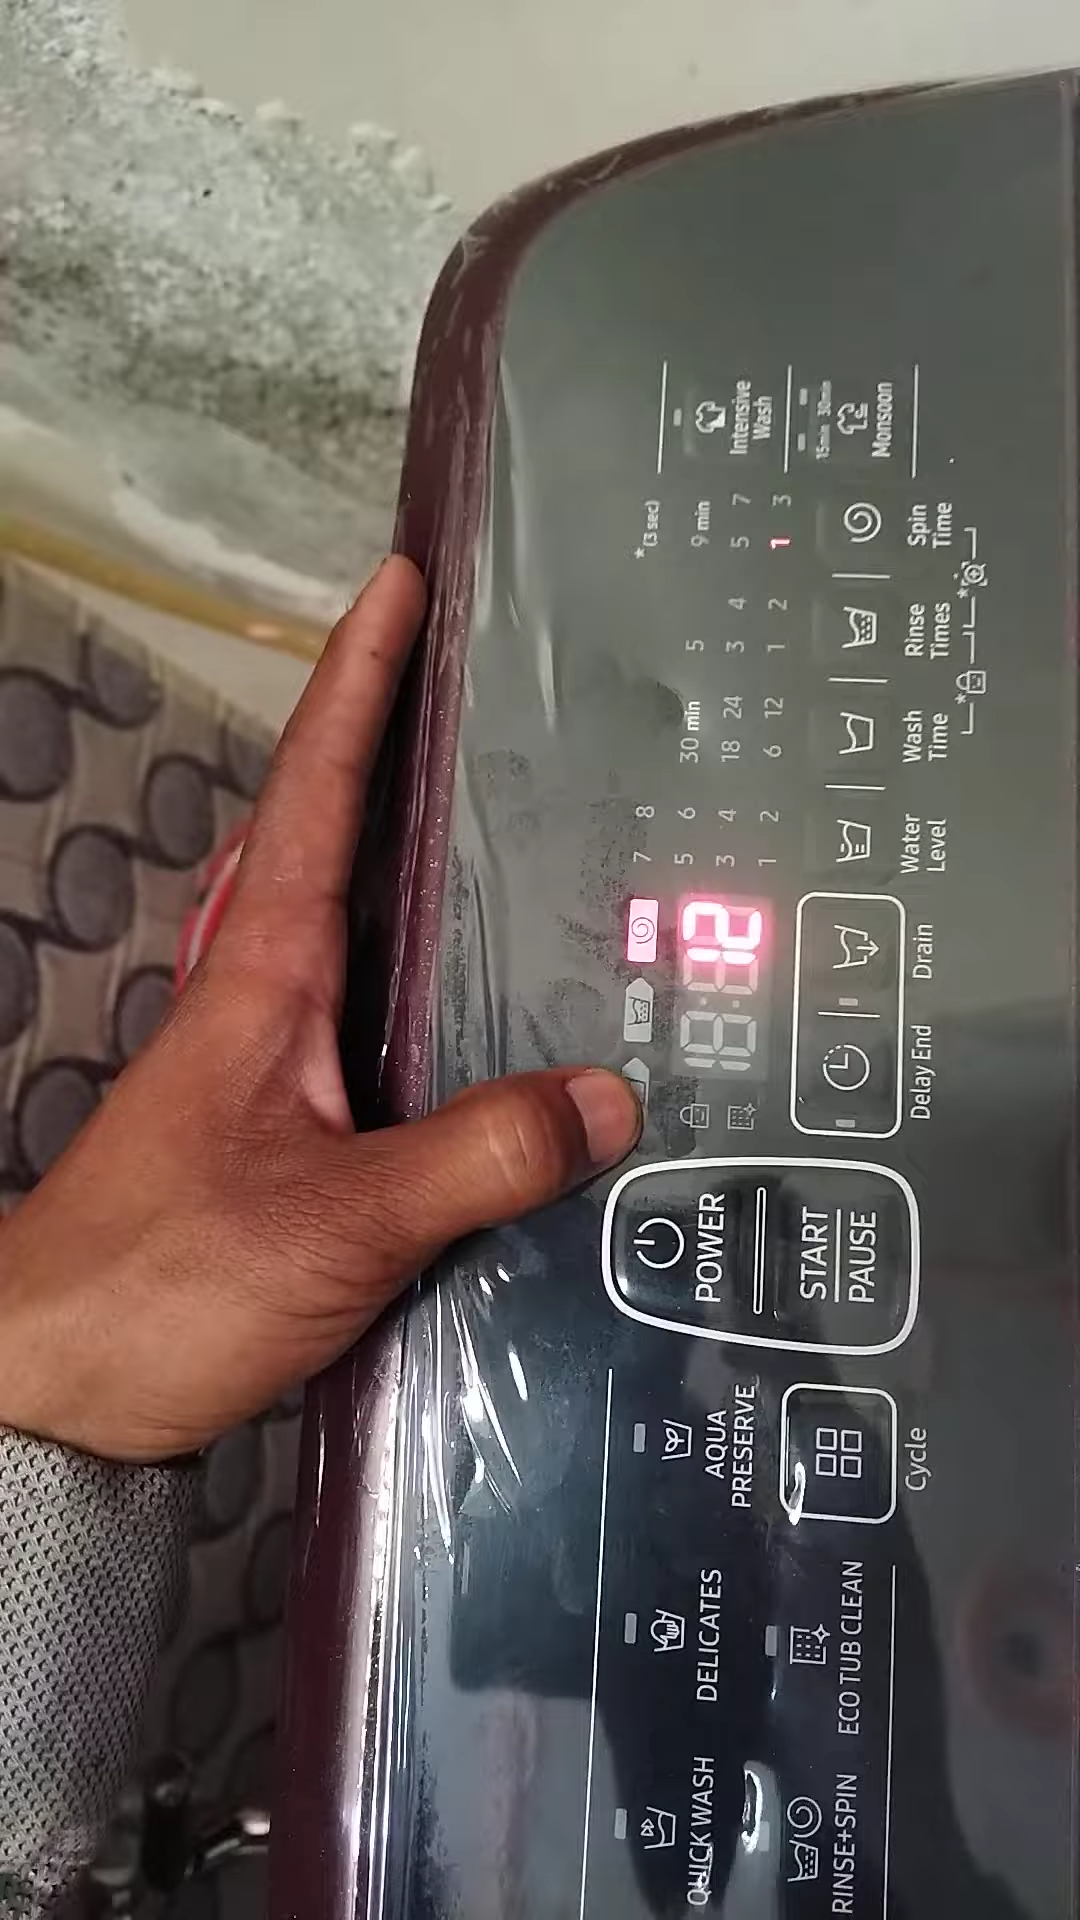 QUICK WASH
DELICATES
AQUA
PRESERVE
RINSE+SPIN
ECO TUB CLEAN
Cycle
POWER
START
PAUSE
Delay End
Drain
7 8
5 6
3 4
1 2
Water
Level
30 min
18 24
6 12
Wash
Time
5
3 4
1 2
Rinse
Times
*(3 sec)
9 min
5 7
1 3
Spin
Time
Intensive
Wash
15min 30min
Monsoon